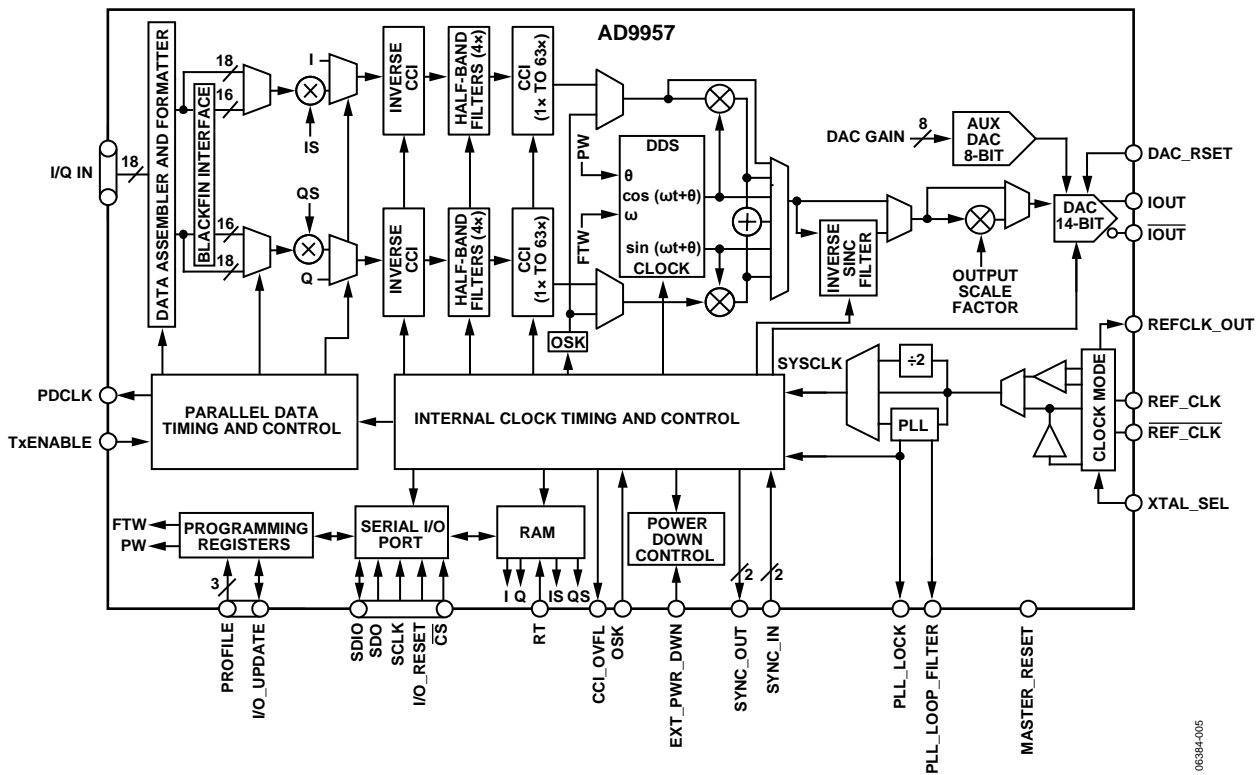 AD9957
I/Q IN
18
DATA ASSEMBLER AND FORMATTER
BLACKFIN INTERFACE
18
16
16
18
I
IS
QS
Q
INVERSE
CCI
HALF-BAND
FILTERS (4×)
CCI
(1× TO 63×)
INVERSE
CCI
HALF-BAND
FILTERS (4×)
CCI
(1× TO 63×)
OSK
PW
FTW
DDS
θ
cos (ωt+θ)
ω
sin (ωt+θ)
CLOCK
INVERSE
SINC
FILTER
OUTPUT
SCALE
FACTOR
DAC GAIN
8
AUX
DAC
8-BIT
DAC
14-BIT
DAC_RSET
IOUT
IOUT
PDCLK
TxENABLE
PARALLEL DATA
TIMING AND CONTROL
INTERNAL CLOCK TIMING AND CONTROL
SYSCLK
÷2
PLL
CLOCK MODE
REFCLK_OUT
REF_CLK
REF_CLK
XTAL_SEL
FTW
PW
PROGRAMMING
REGISTERS
SERIAL I/O
PORT
RAM
POWER
DOWN
CONTROL
3
I
Q
IS
QS
2
2
PROFILE
I/O_UPDATE
SDIO
SDO
SCLK
I/O_RESET
CS
RT
CCI_OVFL
OSK
EXT_PWR_DWN
SYNC_OUT
SYNC_IN
PLL_LOCK
PLL_LOOP_FILTER
MASTER_RESET
06384-005